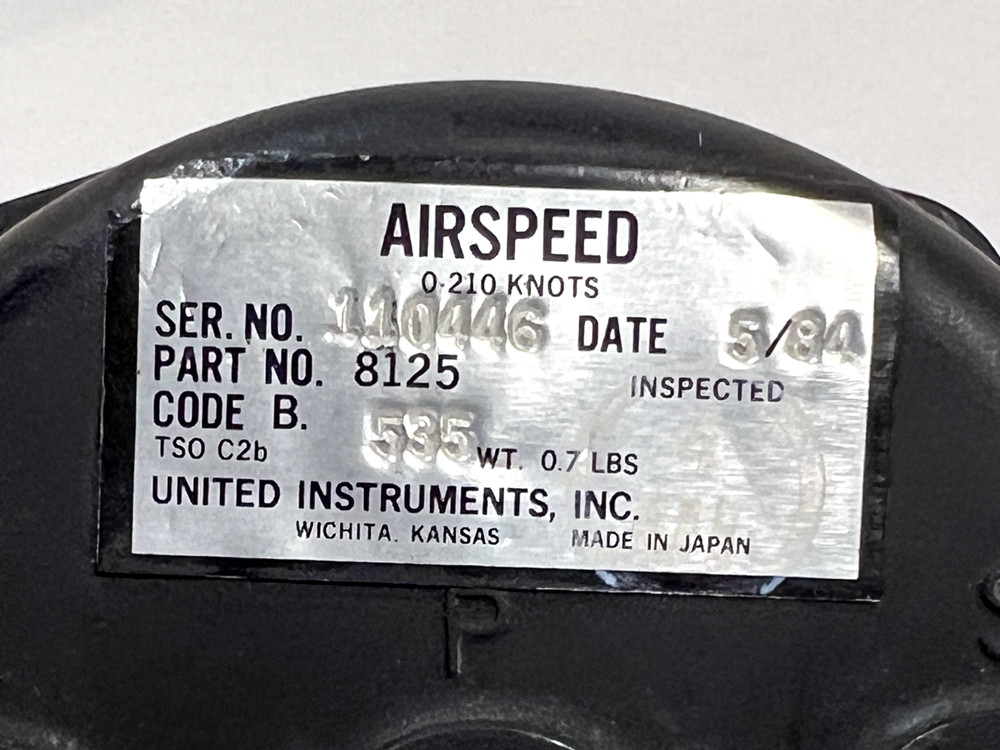 AIRSPEED
0-210 KNOTS
SER. NO. 110446 DATE 5/84
PART NO. 8125 INSPECTED
CODE B. 535
TSO C2b WT. 0.7 LBS
UNITED INSTRUMENTS, INC.
WICHITA. KANSAS MADE IN JAPAN
P